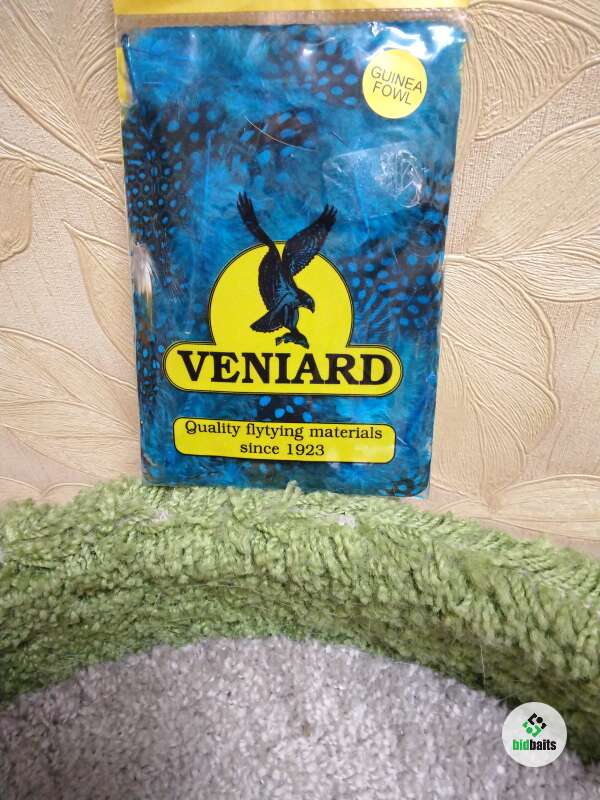 GUINEA
FOWL
VENIARD
Quality flytying materials
since 1923
bidbaits